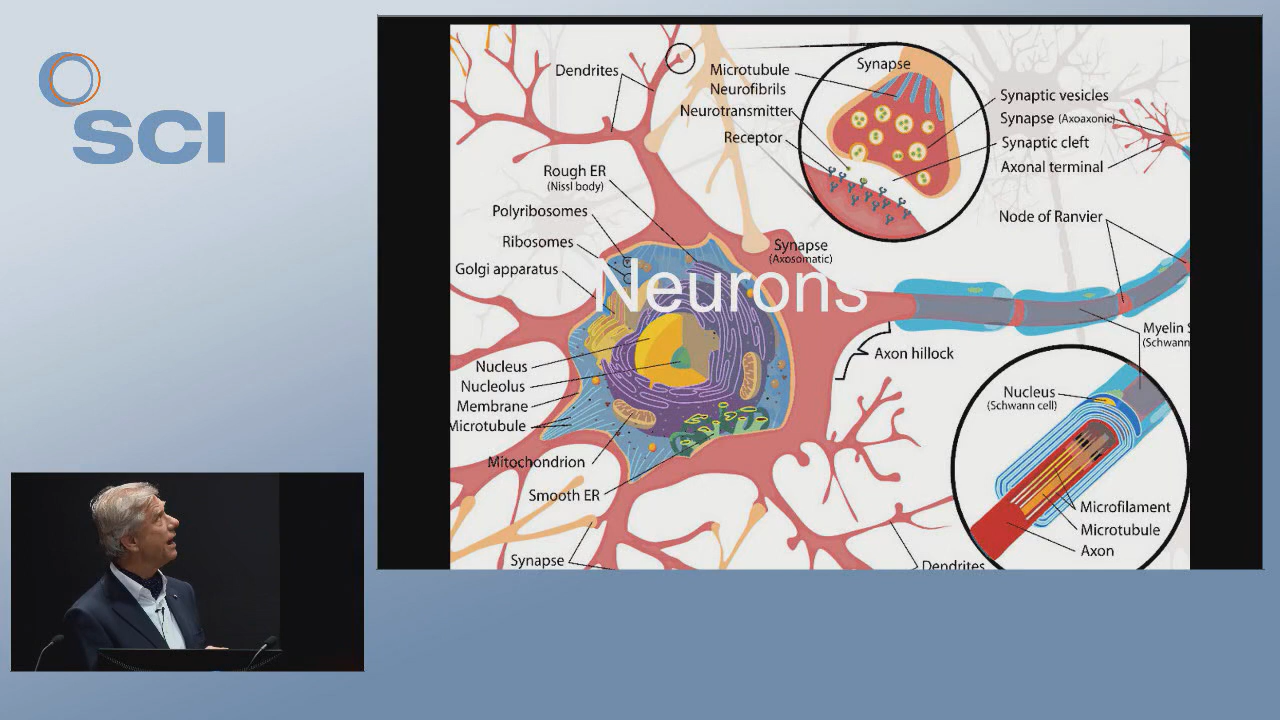 SCI
Dendrites
Microtubule
Neurofibrils
Neurotransmitter
Receptor
Synapse
Synaptic vesicles
Synapse (Axoaxonic)
Synaptic cleft
Axonal terminal
Rough ER
(Nissl body)
Polyribosomes
Ribosomes
Golgi apparatus
Synapse
(Axosomatic)
Node of Ranvier
Neurons
Axon hillock
Myelin S
(Schwann
Nucleus
Nucleolus
Membrane
Microtubule
Mitochondrion
Smooth ER
Synapse
Nucleus
(Schwann cell)
Microfilament
Microtubule
Axon
Dendrites